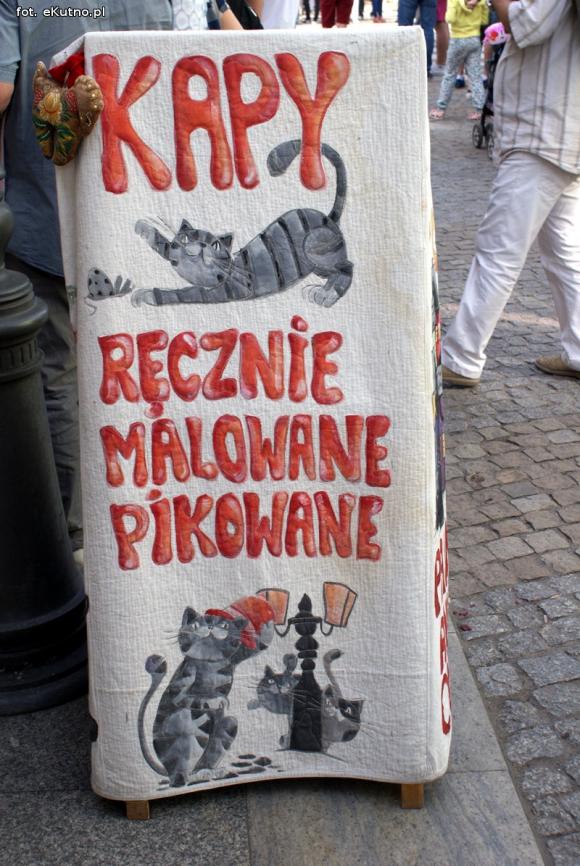 fot. eKutno.pl
KAPY
RĘCZNIE
MALOWANE
PIKOWANE